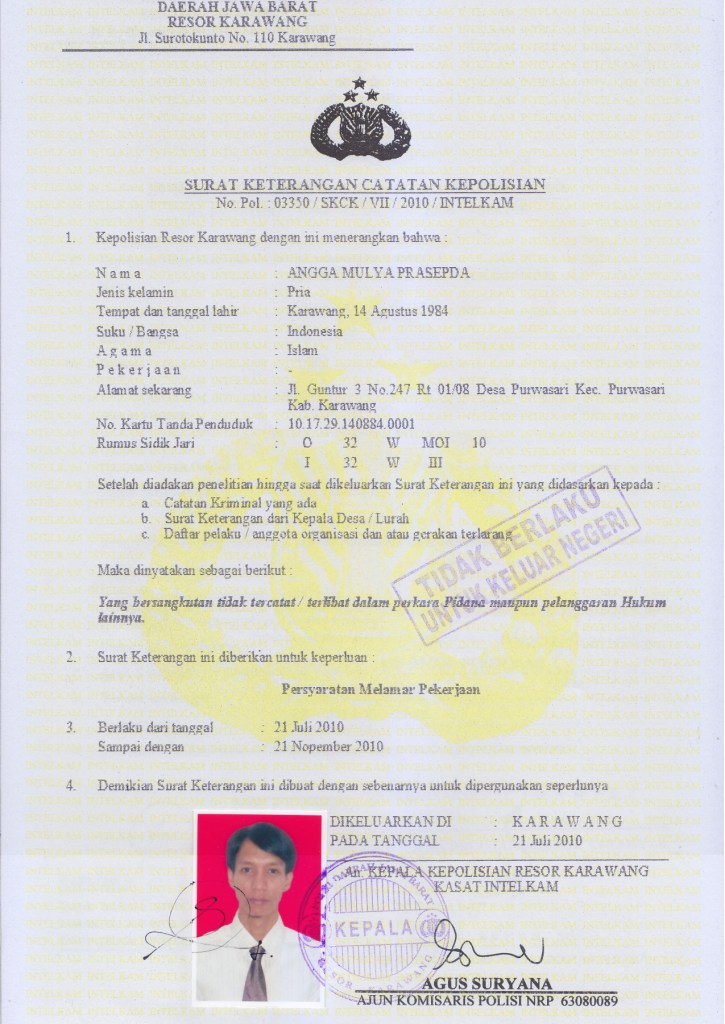 DAERAH JAWA BARAT
RESOR KARAWANG
Jl. Surotokunto No. 110 Karawang
SURAT KETERANGAN CATATAN KEPOLISIAN
No. Pol. : 03350 / SKCK / VII / 2010 / INTELKAM
1. Kepolisian Resor Karawang dengan ini menerangkan bahwa :
N a m a : ANGGA MULYA PRASEPDA
Jenis kelamin : Pria
Tempat dan tanggal lahir : Karawang, 14 Agustus 1984
Suku / Bangsa : Indonesia
A g a m a : Islam
P e k e r j a a n : -
Alamat sekarang : Jl. Guntur 3 No.247 Rt 01/08 Desa Purwasari Kec. Purwasari
Kab. Karawang
No. Kartu Tanda Penduduk : 10.17.29.140884.0001
Rumus Sidik Jari : O 32 W MOI 10
I 32 W III
Setelah diadakan penelitian hingga saat dikeluarkan Surat Keterangan ini yang didasarkan kepada :
a. Catatan Kriminal yang ada
b. Surat Keterangan dari Kepala Desa / Lurah
c. Daftar pelaku / anggota organisasi dan atau gerakan terlarang
TIDAK BERLAKU
UNTUK KELUAR NEGERI
Maka dinyatakan sebagai berikut :
Yang bersangkutan tidak tercatat / terlibat dalam perkara Pidana maupun pelanggaran Hukum
lainnya.
2. Surat Keterangan ini diberikan untuk keperluan :
Persyaratan Melamar Pekerjaan
3. Berlaku dari tanggal : 21 Juli 2010
Sampai dengan : 21 Nopember 2010
4. Demikian Surat Keterangan ini dibuat dengan sebenarnya untuk dipergunakan seperlunya
DIKELUARKAN DI : K A R A W A N G
PADA TANGGAL : 21 Juli 2010
An. KEPALA KEPOLISIAN RESOR KARAWANG
KASAT INTELKAM
DAERAH JAWA BARAT
KEPALA
RESOR KARAWANG
AGUS SURYANA
AJUN KOMISARIS POLISI NRP 63080089